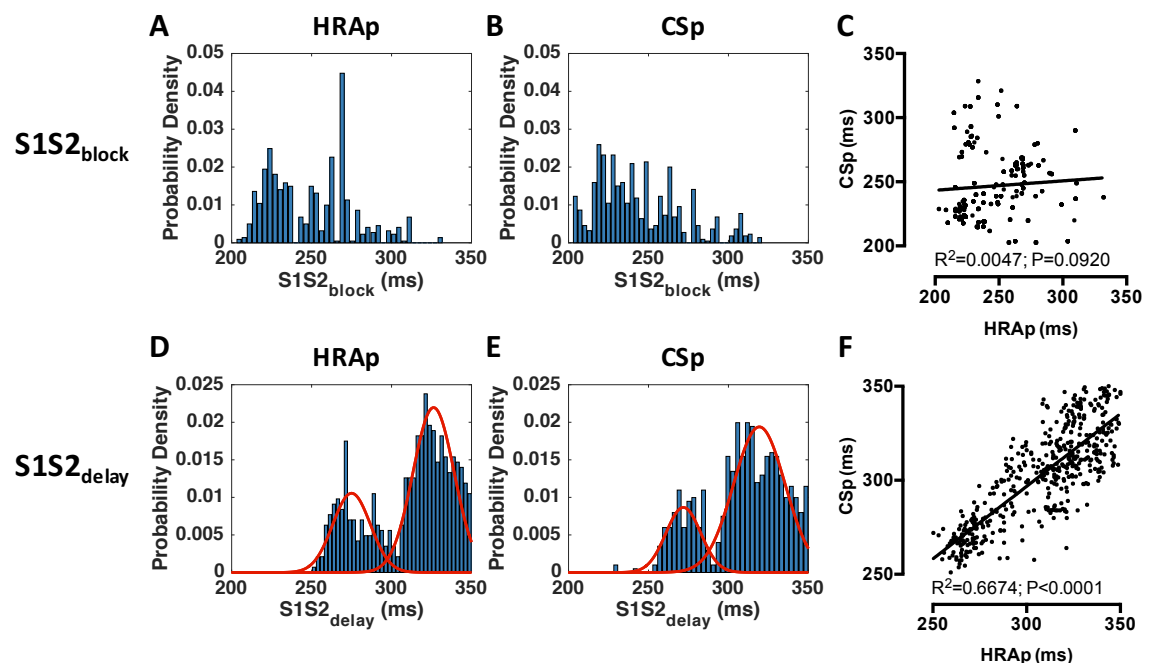 A
HRAp
0.05
0.04
0.03
0.02
0.01
0
Probability Density
200
250
300
350
S1S2block (ms)
B
CSp
0.05
0.04
0.03
0.02
0.01
0
Probability Density
200
250
300
350
S1S2block (ms)
C
350
300
250
200
CSp (ms)
R2=0.0047; P=0.0920
200
250
300
350
HRAp (ms)
S1S2block
D
HRAp
0.025
0.02
0.015
0.01
0.005
0
Probability Density
200
250
300
350
S1S2delay (ms)
E
CSp
0.025
0.02
0.015
0.01
0.005
0
Probability Density
200
250
300
350
S1S2delay (ms)
F
350
300
250
CSp (ms)
R2=0.6674; P<0.0001
250
300
350
HRAp (ms)
S1S2delay